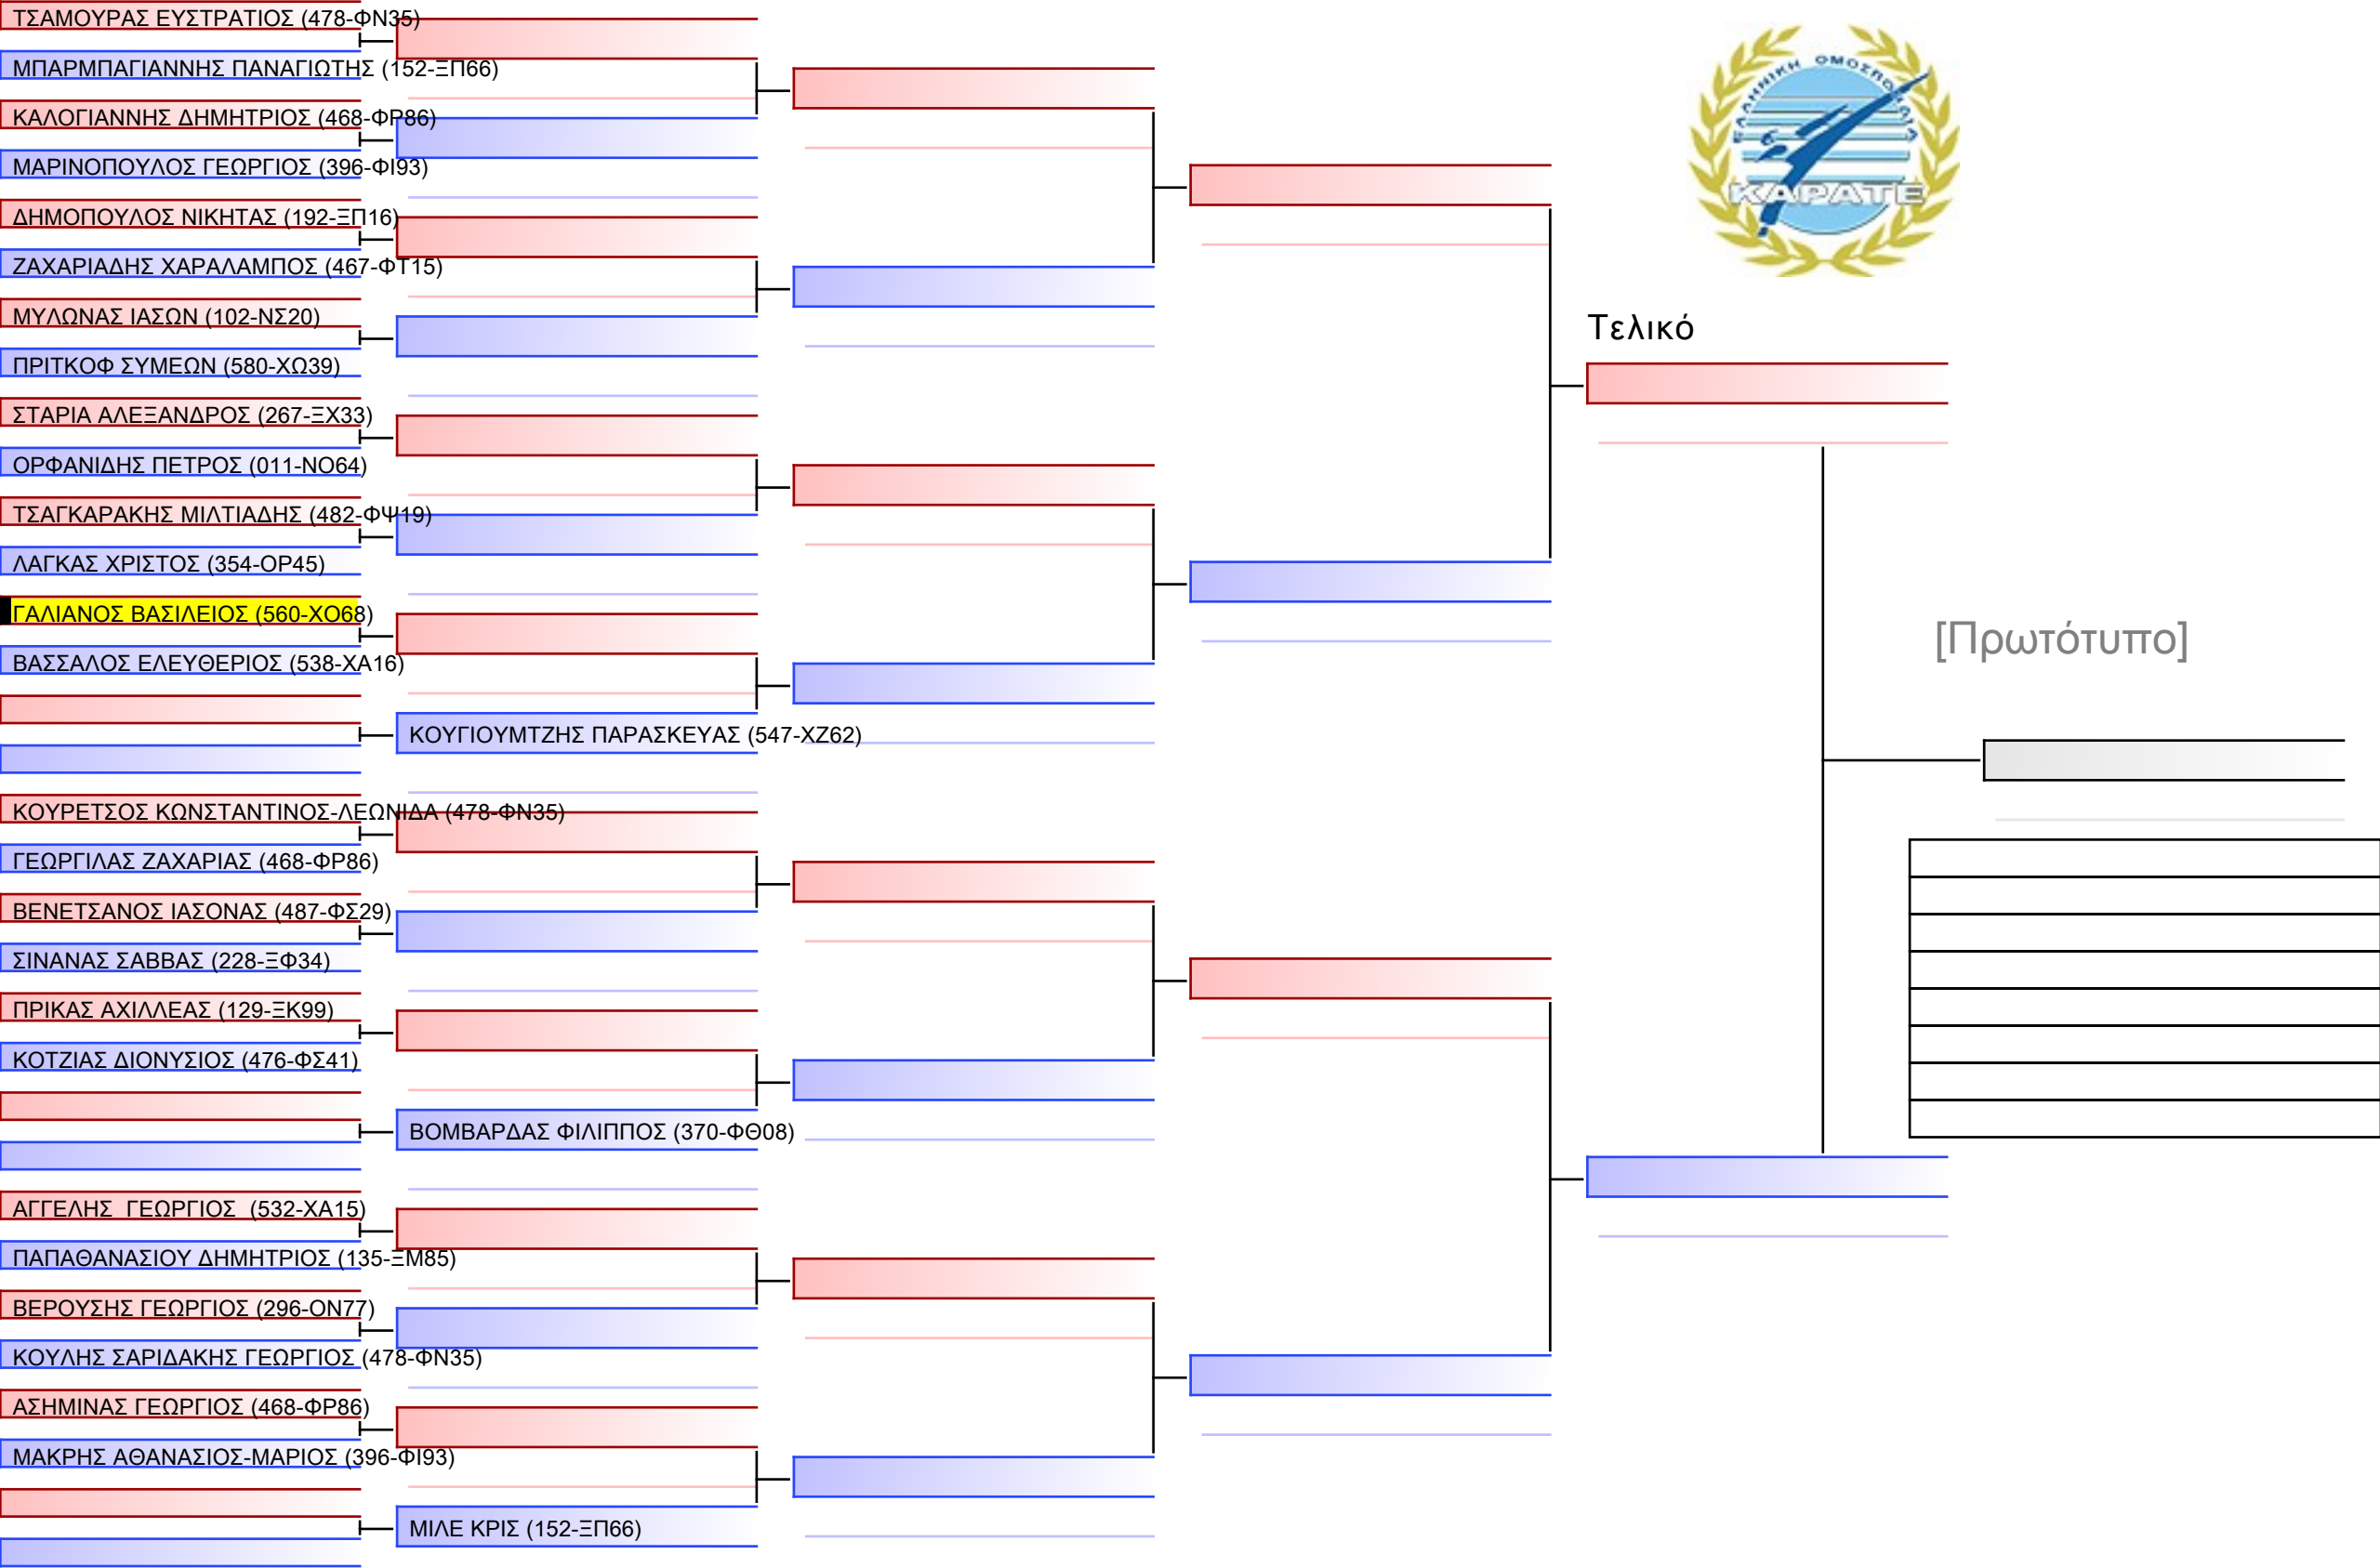 ΤΣΑΜΟΥΡΑΣ ΕΥΣΤΡΑΤΙΟΣ (478-ΦΝ35)
ΜΠΑΡΜΠΑΓΙΑΝΝΗΣ ΠΑΝΑΓΙΩΤΗΣ (152-ΞΠ66)
ΚΑΛΟΓΙΑΝΝΗΣ ΔΗΜΗΤΡΙΟΣ (468-ΦΡ86)
ΜΑΡΙΝΟΠΟΥΛΟΣ ΓΕΩΡΓΙΟΣ (396-ΦΙ93)
ΔΗΜΟΠΟΥΛΟΣ ΝΙΚΗΤΑΣ (192-ΞΠ16)
ΖΑΧΑΡΙΑΔΗΣ ΧΑΡΑΛΑΜΠΟΣ (467-ΦΤ15)
ΜΥΛΩΝΑΣ ΙΑΣΩΝ (102-ΝΣ20)
ΠΡΙΤΚΟΦ ΣΥΜΕΩΝ (580-ΧΩ39)
ΣΤΑΡΙΑ ΑΛΕΞΑΝΔΡΟΣ (267-ΞΧ33)
ΟΡΦΑΝΙΔΗΣ ΠΕΤΡΟΣ (011-ΝΟ64)
ΤΣΑΓΚΑΡΑΚΗΣ ΜΙΛΤΙΑΔΗΣ (482-ΦΨ19)
ΛΑΓΚΑΣ ΧΡΙΣΤΟΣ (354-ΟΡ45)
ΓΑΛΙΑΝΟΣ ΒΑΣΙΛΕΙΟΣ (560-ΧΟ68)
ΒΑΣΣΑΛΟΣ ΕΛΕΥΘΕΡΙΟΣ (538-ΧΑ16)
ΚΟΥΓΙΟΥΜΤΖΗΣ ΠΑΡΑΣΚΕΥΑΣ (547-ΧΖ62)
ΚΟΥΡΕΤΣΟΣ ΚΩΝΣΤΑΝΤΙΝΟΣ-ΛΕΩΝΙΔΑ (478-ΦΝ35)
ΓΕΩΡΓΙΛΑΣ ΖΑΧΑΡΙΑΣ (468-ΦΡ86)
ΒΕΝΕΤΣΑΝΟΣ ΙΑΣΟΝΑΣ (487-ΦΣ29)
ΣΙΝΑΝΑΣ ΣΑΒΒΑΣ (228-ΞΦ34)
ΠΡΙΚΑΣ ΑΧΙΛΛΕΑΣ (129-ΞΚ99)
ΚΟΤΖΙΑΣ ΔΙΟΝΥΣΙΟΣ (476-ΦΣ41)
ΒΟΜΒΑΡΔΑΣ ΦΙΛΙΠΠΟΣ (370-ΦΘ08)
ΑΓΓΕΛΗΣ  ΓΕΩΡΓΙΟΣ  (532-ΧΑ15)
ΠΑΠΑΘΑΝΑΣΙΟΥ ΔΗΜΗΤΡΙΟΣ (135-ΞΜ85)
ΒΕΡΟΥΣΗΣ ΓΕΩΡΓΙΟΣ (296-ΟΝ77)
ΚΟΥΛΗΣ ΣΑΡΙΔΑΚΗΣ ΓΕΩΡΓΙΟΣ (478-ΦΝ35)
ΑΣΗΜΙΝΑΣ ΓΕΩΡΓΙΟΣ (468-ΦΡ86)
ΜΑΚΡΗΣ ΑΘΑΝΑΣΙΟΣ-ΜΑΡΙΟΣ (396-ΦΙ93)
ΜΙΛΕ ΚΡΙΣ (152-ΞΠ66)
ΕΛΛΗΝΙΚΗ ΟΜΟΣΠΟΝΔΙΑ
ΚΑΡΑΤΕ
Τελικό
[Πρωτότυπο]